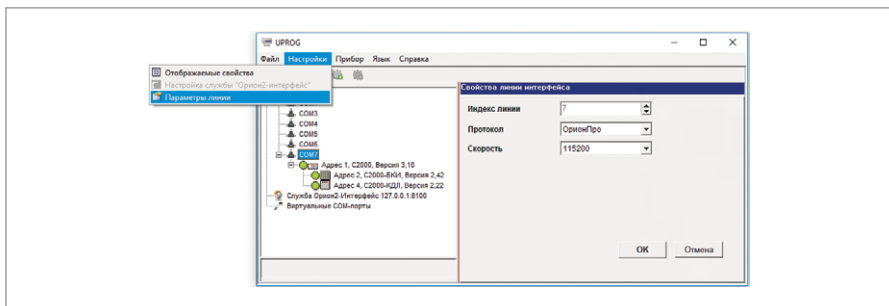 UPROG
Файл Настройки Прибор Язык Справка
Отображаемые свойства
Настройка службы "Орион2-интерфейс"
Параметры линии
COM3
COM4
COM5
COM6
COM7
Адрес 1, С2000, Версия 3,10
Адрес 2, С2000-БКИ, Версия 2,42
Адрес 4, С2000-КДЛ, Версия 2,22
Служба Орион2-Интерфейс 127.0.0.1:8100
Виртуальные COM-порты
Свойства линии интерфейса
Индекс линии 7
Протокол ОрионПро
Скорость 115200
OK Отмена